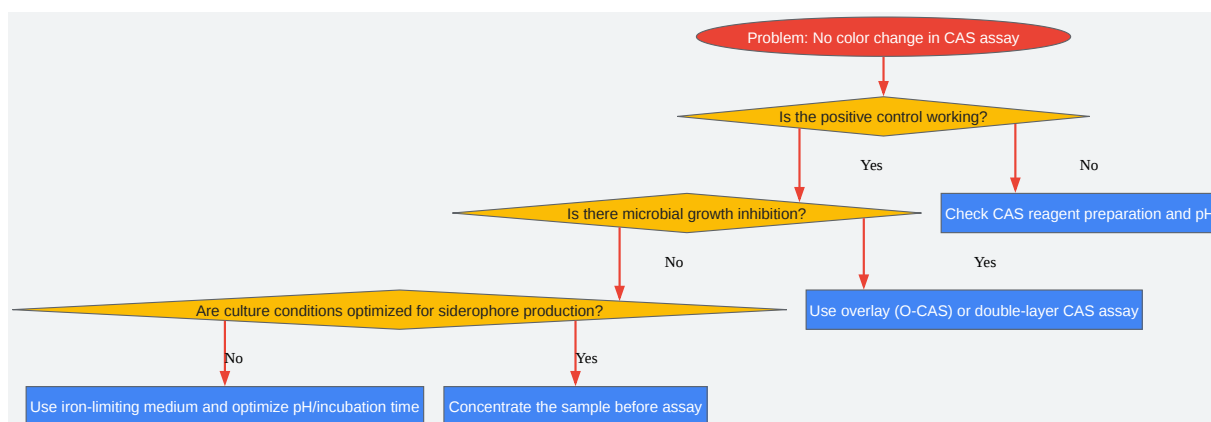 Problem: No color change in CAS assay
Is the positive control working?
Yes
No
Is there microbial growth inhibition?
Check CAS reagent preparation and pH
No
Yes
Are culture conditions optimized for siderophore production?
Use overlay (O-CAS) or double-layer CAS assay
No
Yes
Use iron-limiting medium and optimize pH/incubation time
Concentrate the sample before assay